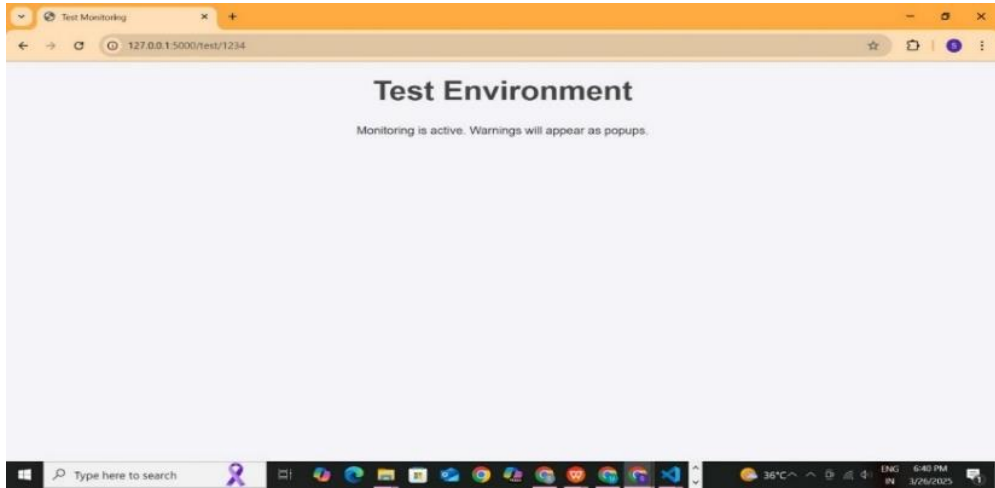 Test Monitoring
127.0.0.1:5000/test/1234
S
Test Environment
Monitoring is active. Warnings will appear as popups.
Type here to search
36°C
ENG
IN
6:40 PM
3/26/2025